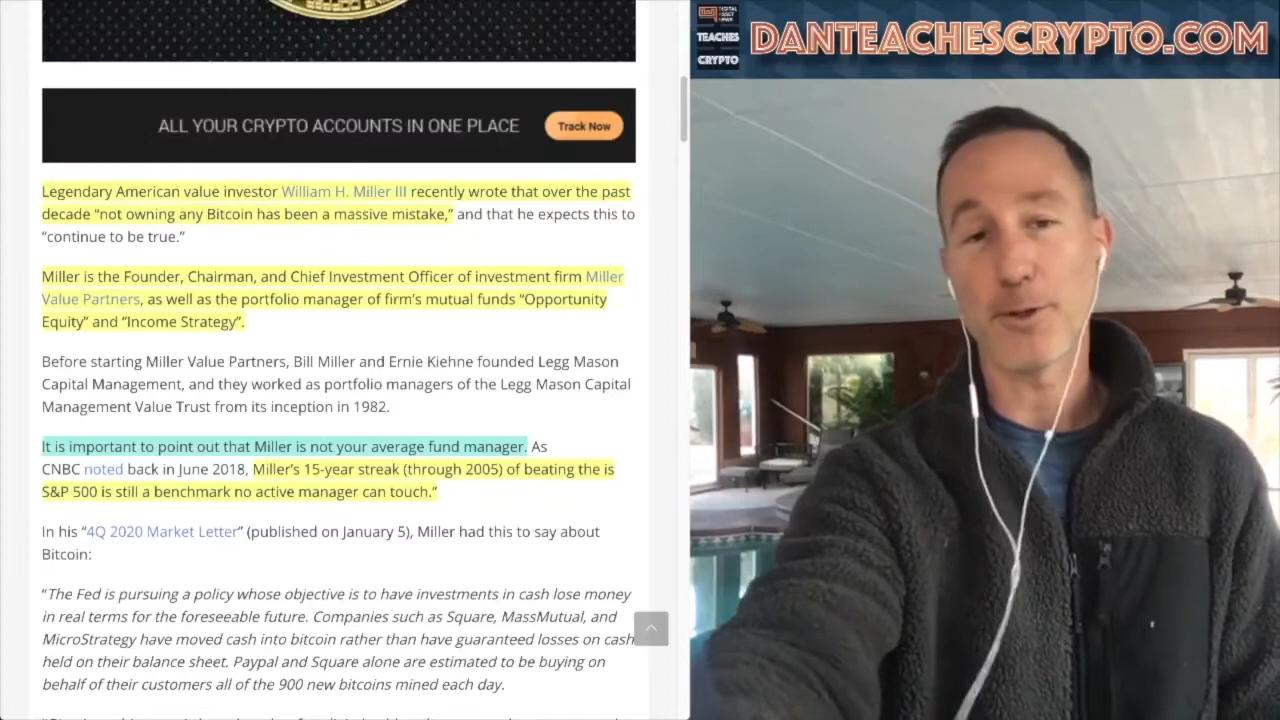 DIGITAL
ASSET
NEWS
TEACHES
CRYPTO
DANTEACHESCRYPTO.COM
ALL YOUR CRYPTO ACCOUNTS IN ONE PLACE
Track Now
Legendary American value investor William H. Miller III recently wrote that over the past
decade “not owning any Bitcoin has been a massive mistake,” and that he expects this to
“continue to be true.”
Miller is the Founder, Chairman, and Chief Investment Officer of investment firm Miller
Value Partners, as well as the portfolio manager of firm’s mutual funds “Opportunity
Equity” and “Income Strategy”.
Before starting Miller Value Partners, Bill Miller and Ernie Kiehne founded Legg Mason
Capital Management, and they worked as portfolio managers of the Legg Mason Capital
Management Value Trust from its inception in 1982.
It is important to point out that Miller is not your average fund manager. As
CNBC noted back in June 2018, Miller’s 15-year streak (through 2005) of beating the is
S&P 500 is still a benchmark no active manager can touch.”
In his “4Q 2020 Market Letter” (published on January 5), Miller had this to say about
Bitcoin:
“The Fed is pursuing a policy whose objective is to have investments in cash lose money
in real terms for the foreseeable future. Companies such as Square, MassMutual, and
MicroStrategy have moved cash into bitcoin rather than have guaranteed losses on cash
held on their balance sheet. Paypal and Square alone are estimated to be buying on
behalf of their customers all of the 900 new bitcoins mined each day.